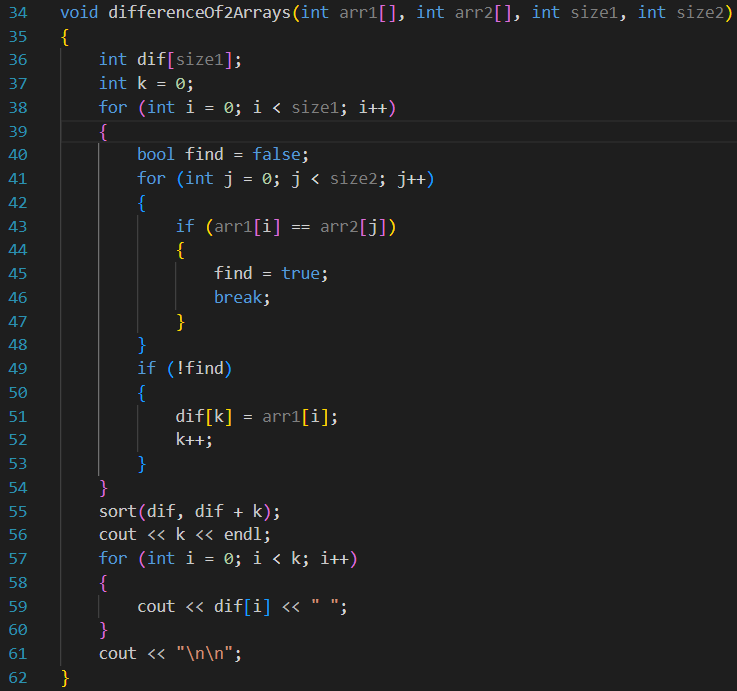 34 void differenceOf2Arrays(int arr1[], int arr2[], int size1, int size2)
35 {
36     int dif[size1];
37     int k = 0;
38     for (int i = 0; i < size1; i++)
39     {
40         bool find = false;
41         for (int j = 0; j < size2; j++)
42         {
43             if (arr1[i] == arr2[j])
44             {
45                 find = true;
46                 break;
47             }
48         }
49         if (!find)
50         {
51             dif[k] = arr1[i];
52             k++;
53         }
54     }
55     sort(dif, dif + k);
56     cout << k << endl;
57     for (int i = 0; i < k; i++)
58     {
59         cout << dif[i] << " ";
60     }
61     cout << "\n\n";
62 }